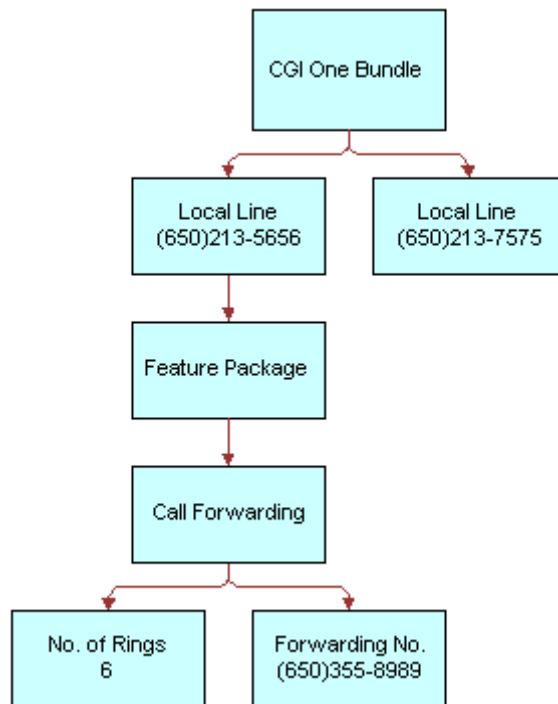 CGI One Bundle
Local Line
(650)213-5656
Local Line
(650)213-7575
Feature Package
Call Forwarding
No. of Rings
6
Forwarding No.
(650)355-8989